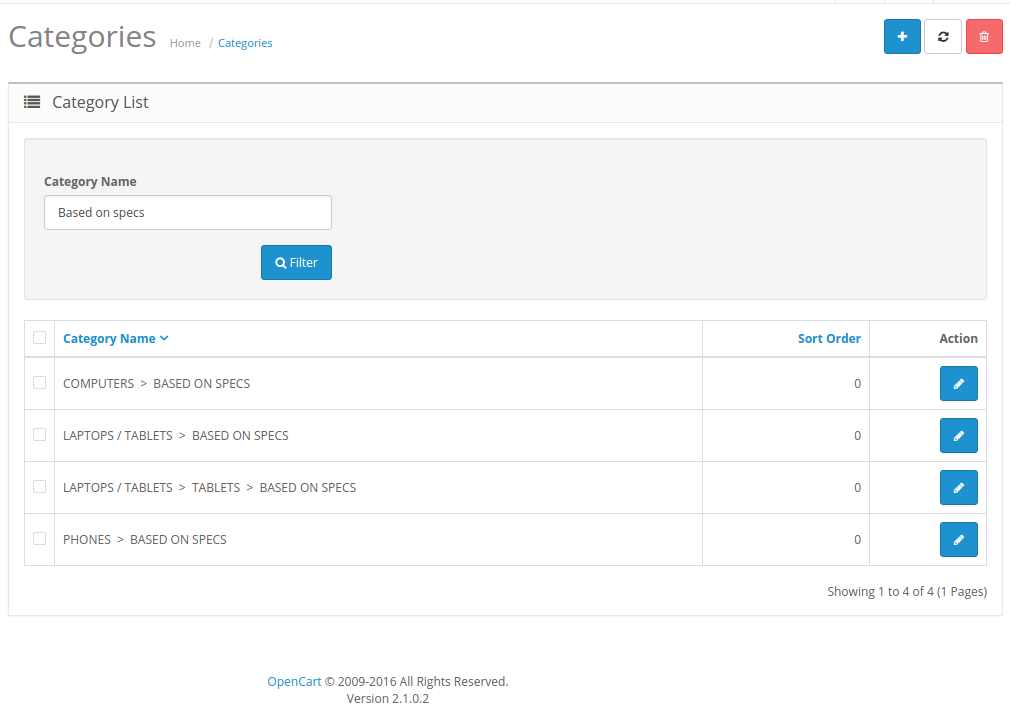 Categories Home / Categories
Category List
Category Name
Based on specs
Filter
Category Name Sort Order Action
COMPUTERS > BASED ON SPECS 0
LAPTOPS / TABLETS > BASED ON SPECS 0
LAPTOPS / TABLETS > TABLETS > BASED ON SPECS 0
PHONES > BASED ON SPECS 0
Showing 1 to 4 of 4 (1 Pages)
OpenCart © 2009-2016 All Rights Reserved.
Version 2.1.0.2